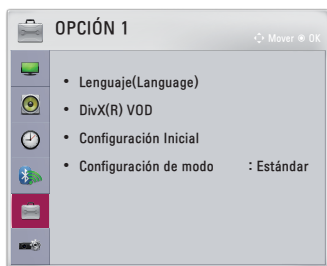 OPCIÓN 1
Mover OK
• Lenguaje(Language)
• DivX(R) VOD
• Configuración Inicial
• Configuración de modo : Estándar